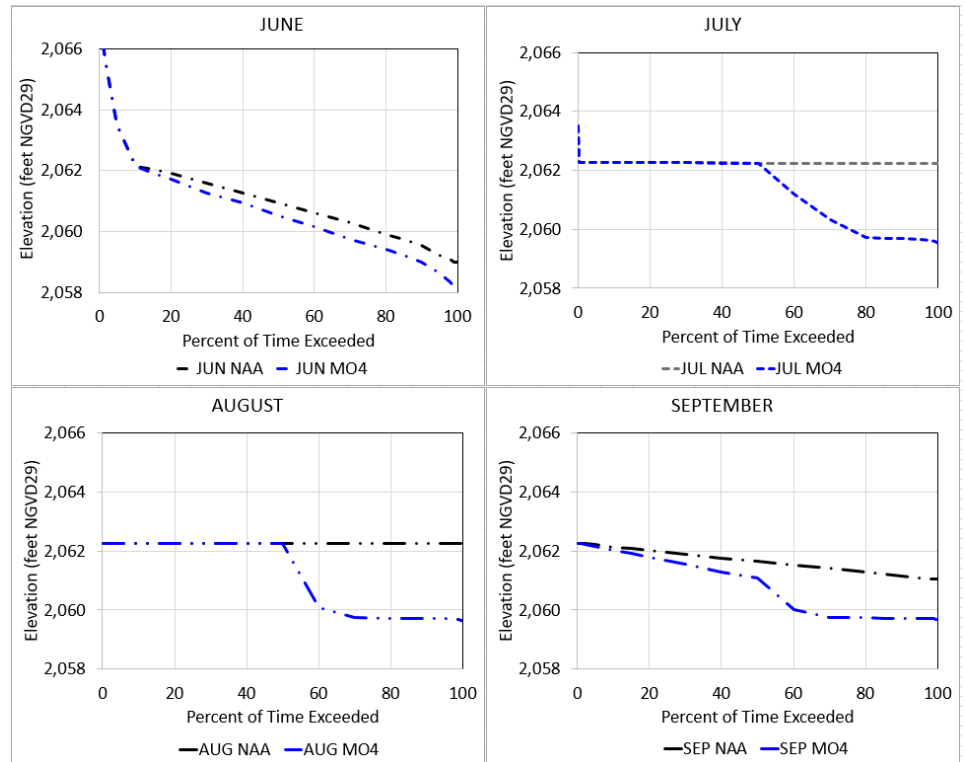 JUNE
Elevation (feet NGVD29)
2,066
2,064
2,062
2,060
2,058
0 20 40 60 80 100
Percent of Time Exceeded
JUN NAA JUN MO4
JULY
Elevation (feet NGVD29)
2,066
2,064
2,062
2,060
2,058
0 20 40 60 80 100
Percent of Time Exceeded
JUL NAA JUL MO4
AUGUST
Elevation (feet NGVD29)
2,066
2,064
2,062
2,060
2,058
0 20 40 60 80 100
Percent of Time Exceeded
AUG NAA AUG MO4
SEPTEMBER
Elevation (feet NGVD29)
2,066
2,064
2,062
2,060
2,058
0 20 40 60 80 100
Percent of Time Exceeded
SEP NAA SEP MO4